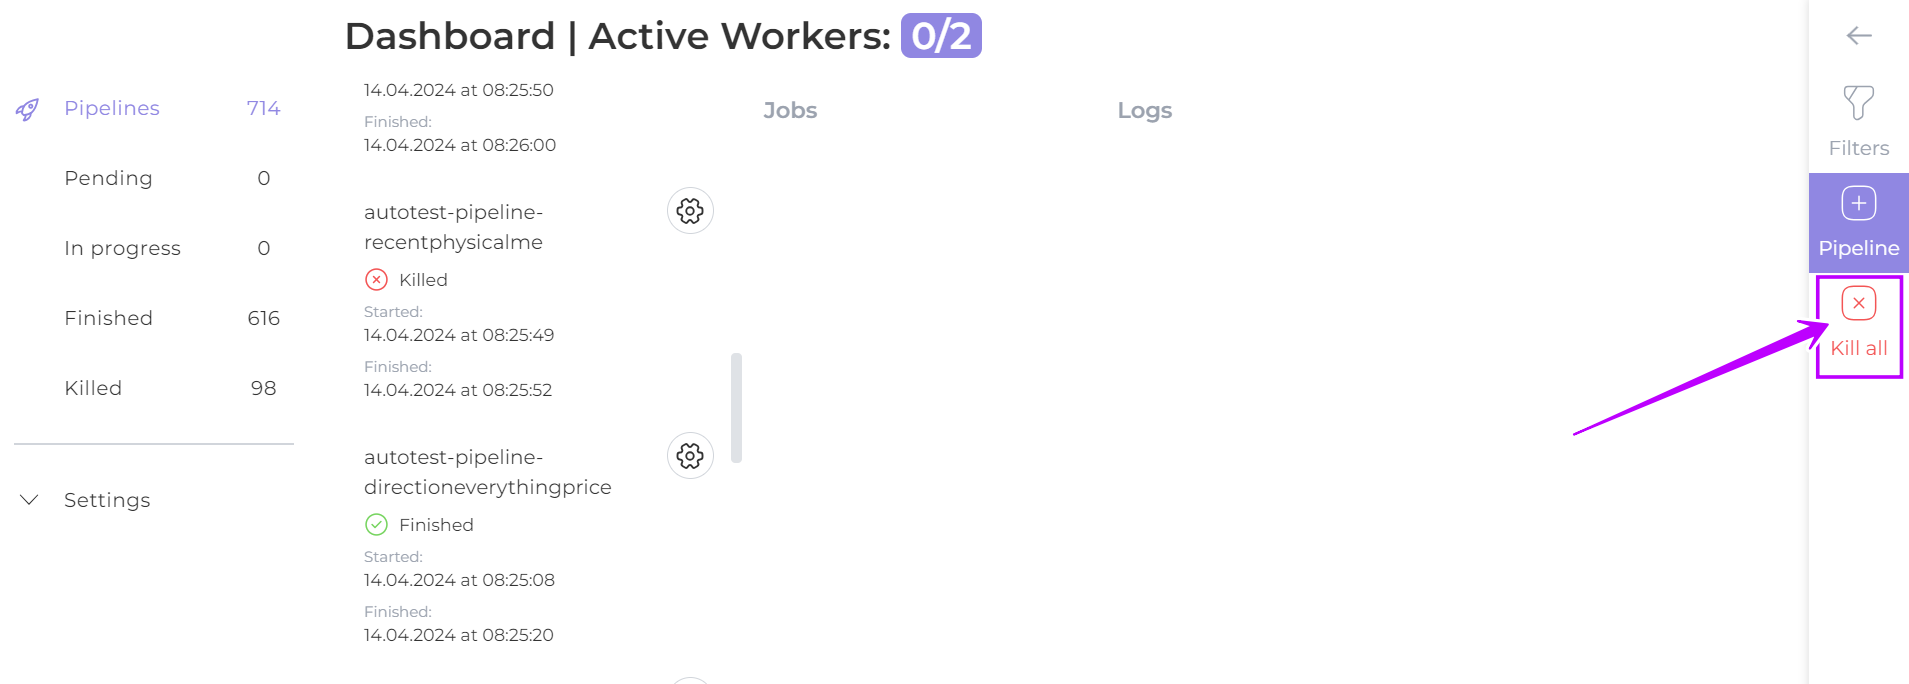 Dashboard | Active Workers: 0/2
Pipelines 714
Pending 0
In progress 0
Finished 616
Killed 98
Settings
14.04.2024 at 08:25:50
Finished:
14.04.2024 at 08:26:00
autotest-pipeline-
recentphysicalme
Killed
Started:
14.04.2024 at 08:25:49
Finished:
14.04.2024 at 08:25:52
autotest-pipeline-
directioneverythingprice
Finished
Started:
14.04.2024 at 08:25:08
Finished:
14.04.2024 at 08:25:20
Jobs
Logs
Filters
Pipeline
Kill all